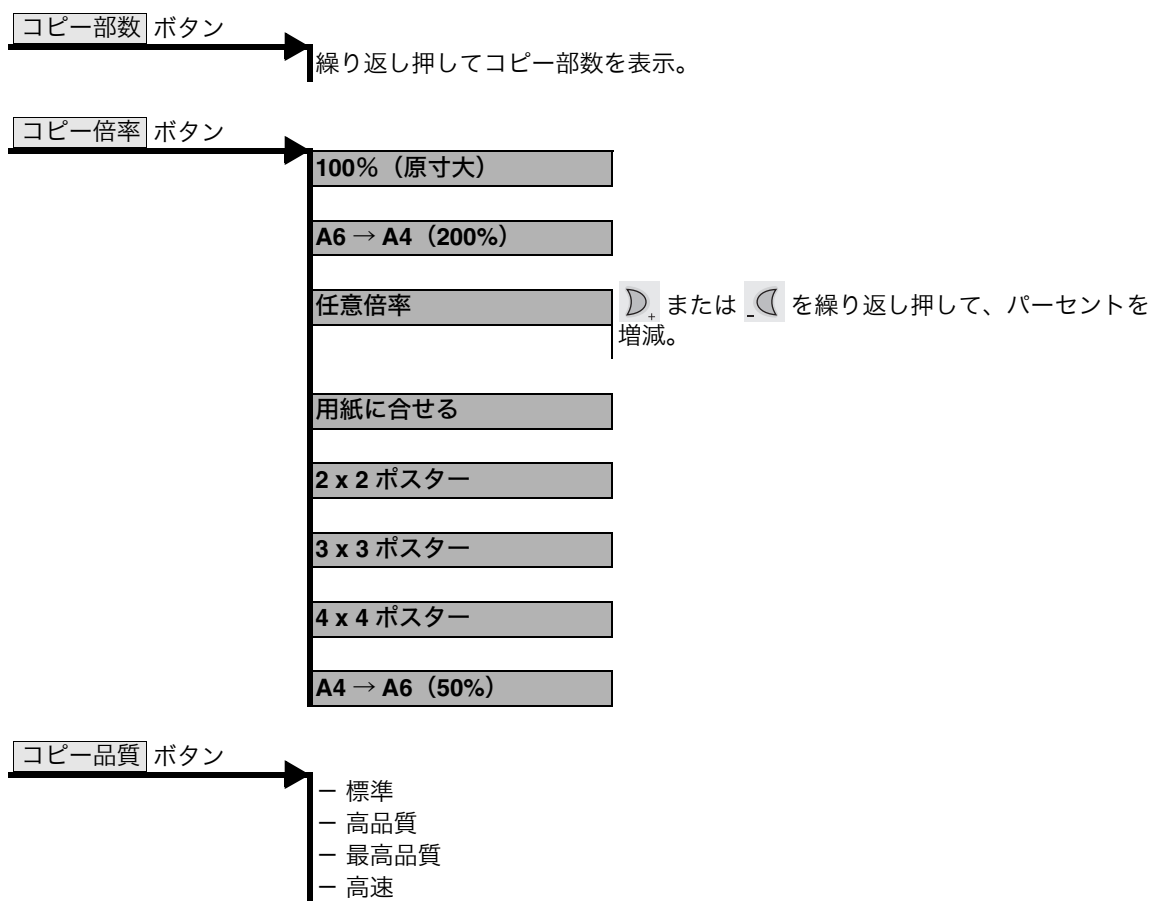 コピー部数 ボタン
繰り返し押してコピー部数を表示。
コピー倍率 ボタン
100%（原寸大）
A6 → A4（200%）
任意倍率
+ または - を繰り返し押して、パーセントを
増減。
用紙に合せる
2 x 2 ポスター
3 x 3 ポスター
4 x 4 ポスター
A4 → A6（50%）
コピー品質 ボタン
－ 標準
－ 高品質
－ 最高品質
－ 高速